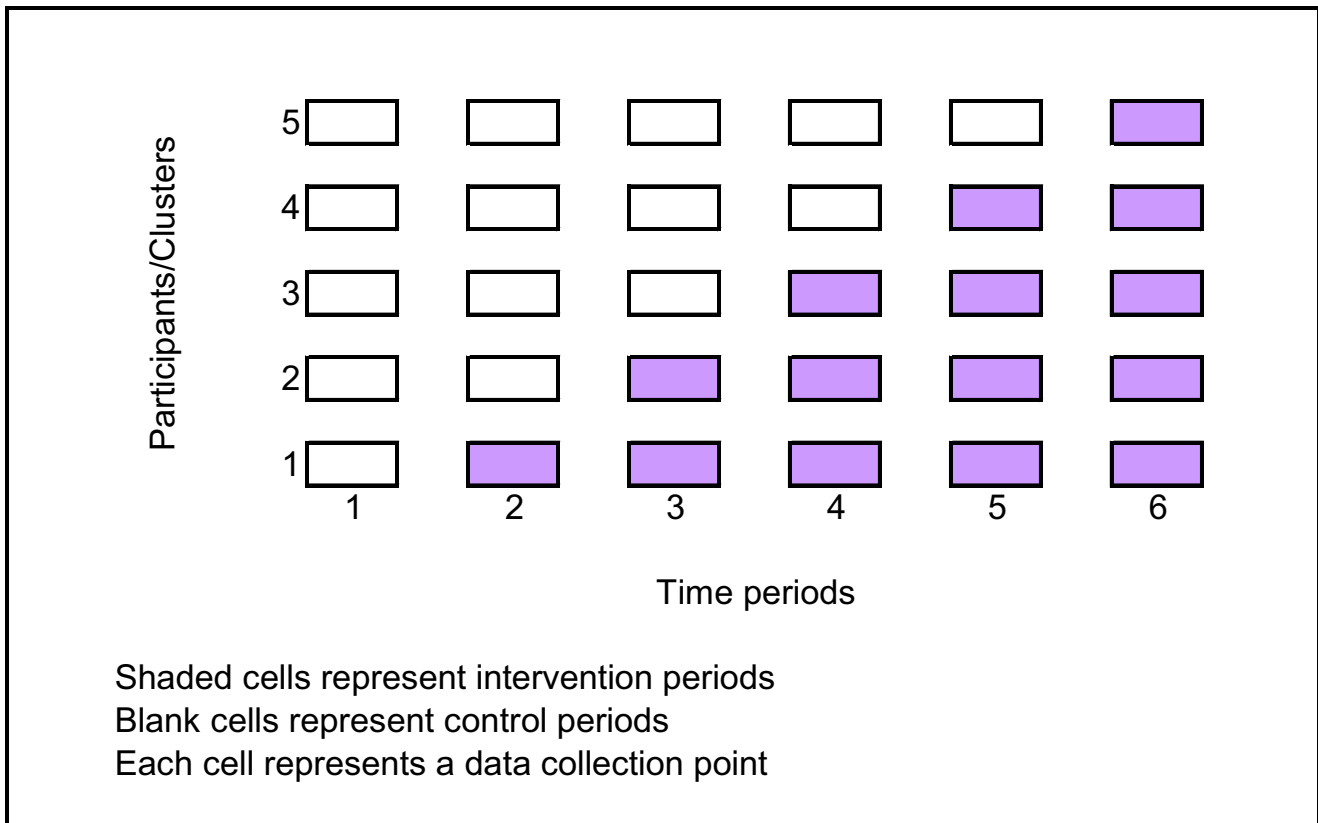 Participants/Clusters
5
4
3
2
1
1 2 3 4 5 6
Time periods
Shaded cells represent intervention periods
Blank cells represent control periods
Each cell represents a data collection point